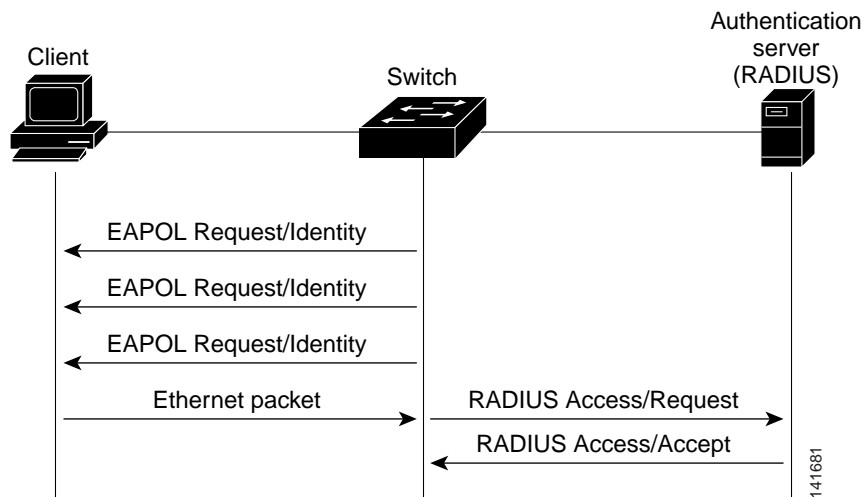 Authentication
server
(RADIUS)
Client
Switch
EAPOL Request/Identity
EAPOL Request/Identity
EAPOL Request/Identity
Ethernet packet
RADIUS Access/Request
RADIUS Access/Accept
141681